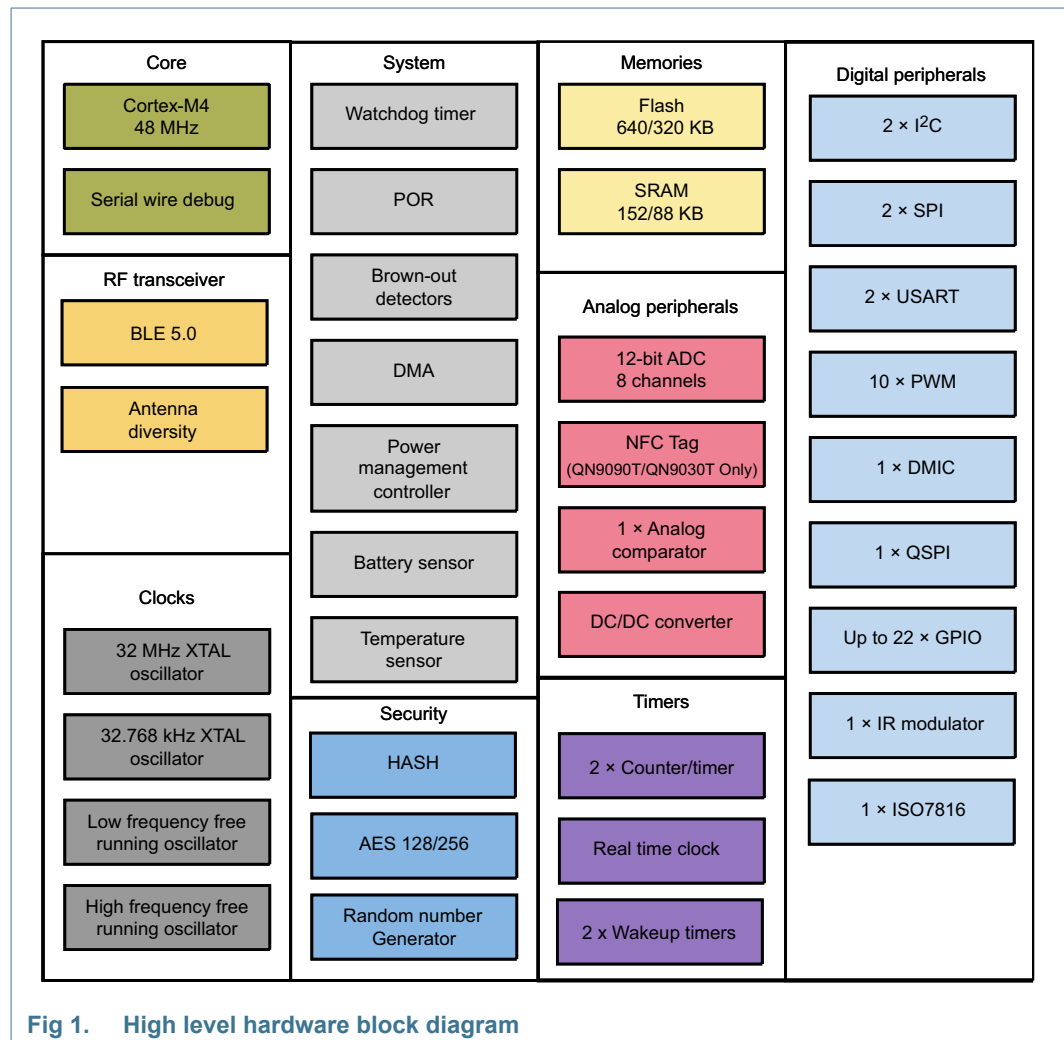 Core
Cortex-M4
48 MHz
Serial wire debug
RF transceiver
BLE 5.0
Antenna
diversity
Clocks
32 MHz XTAL
oscillator
32.768 kHz XTAL
oscillator
Low frequency free
running oscillator
High frequency free
running oscillator
System
Watchdog timer
POR
Brown-out
detectors
DMA
Power
management
controller
Battery sensor
Temperature
sensor
Security
HASH
AES 128/256
Random number
Generator
Memories
Flash
640/320 KB
SRAM
152/88 KB
Analog peripherals
12-bit ADC
8 channels
NFC Tag
(QN9090T/QN9030T Only)
1 × Analog
comparator
DC/DC converter
Timers
2 × Counter/timer
Real time clock
2 x Wakeup timers
Digital peripherals
2 × I²C
2 × SPI
2 × USART
10 × PWM
1 × DMIC
1 × QSPI
Up to 22 × GPIO
1 × IR modulator
1 × ISO7816
Fig 1. High level hardware block diagram